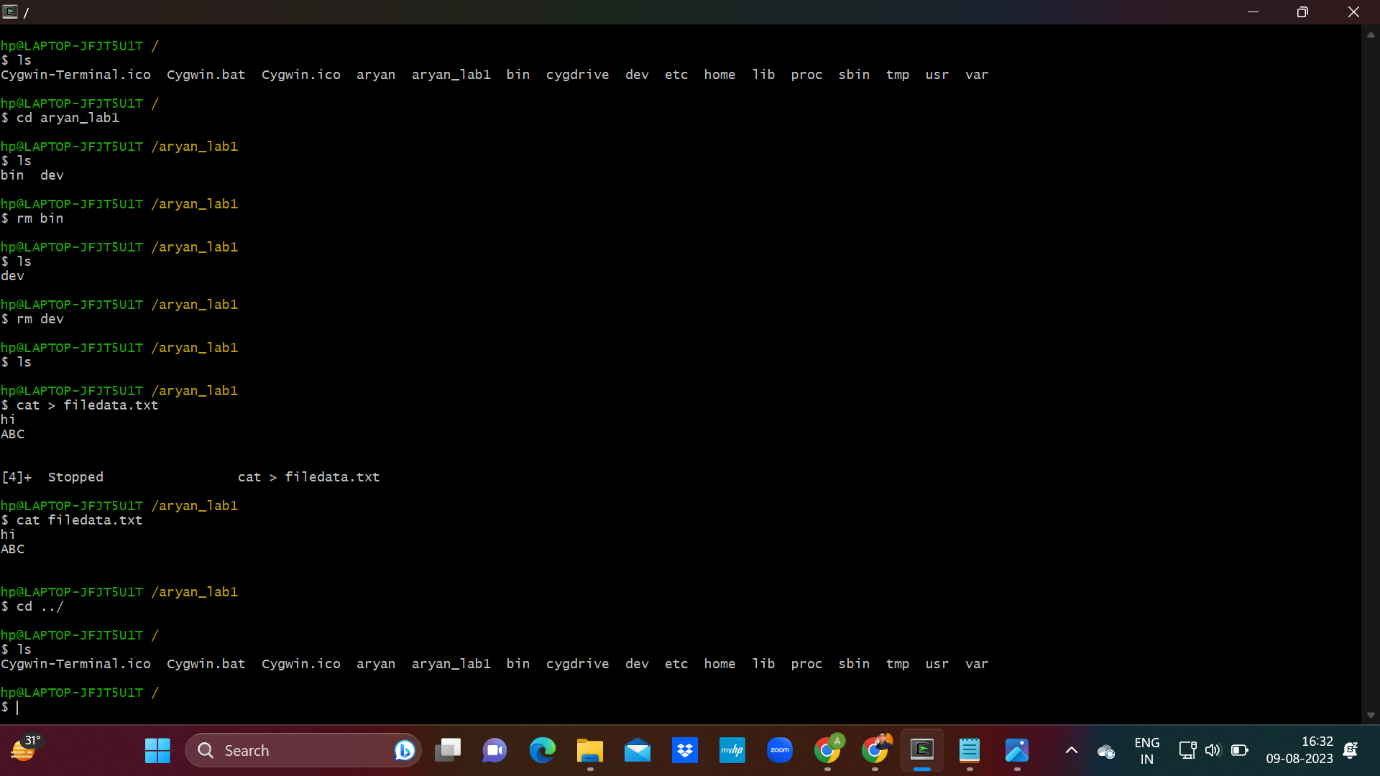 /
hp@LAPTOP-JFJT5U1T /
$ ls
Cygwin-Terminal.ico  Cygwin.bat  Cygwin.ico  aryan  aryan_lab1  bin  cygdrive  dev  etc  home  lib  proc  sbin  tmp  usr  var
hp@LAPTOP-JFJT5U1T /
$ cd aryan_lab1
hp@LAPTOP-JFJT5U1T /aryan_lab1
$ ls
bin  dev
hp@LAPTOP-JFJT5U1T /aryan_lab1
$ rm bin
hp@LAPTOP-JFJT5U1T /aryan_lab1
$ ls
dev
hp@LAPTOP-JFJT5U1T /aryan_lab1
$ rm dev
hp@LAPTOP-JFJT5U1T /aryan_lab1
$ ls
hp@LAPTOP-JFJT5U1T /aryan_lab1
$ cat > filedata.txt
hi
ABC
[4]+  Stopped                 cat > filedata.txt
hp@LAPTOP-JFJT5U1T /aryan_lab1
$ cat filedata.txt
hi
ABC
hp@LAPTOP-JFJT5U1T /aryan_lab1
$ cd ../
hp@LAPTOP-JFJT5U1T /
$ ls
Cygwin-Terminal.ico  Cygwin.bat  Cygwin.ico  aryan  aryan_lab1  bin  cygdrive  dev  etc  home  lib  proc  sbin  tmp  usr  var
hp@LAPTOP-JFJT5U1T /
$
31°
Search
myhp
zoom
A
ENG
IN
16:32
09-08-2023